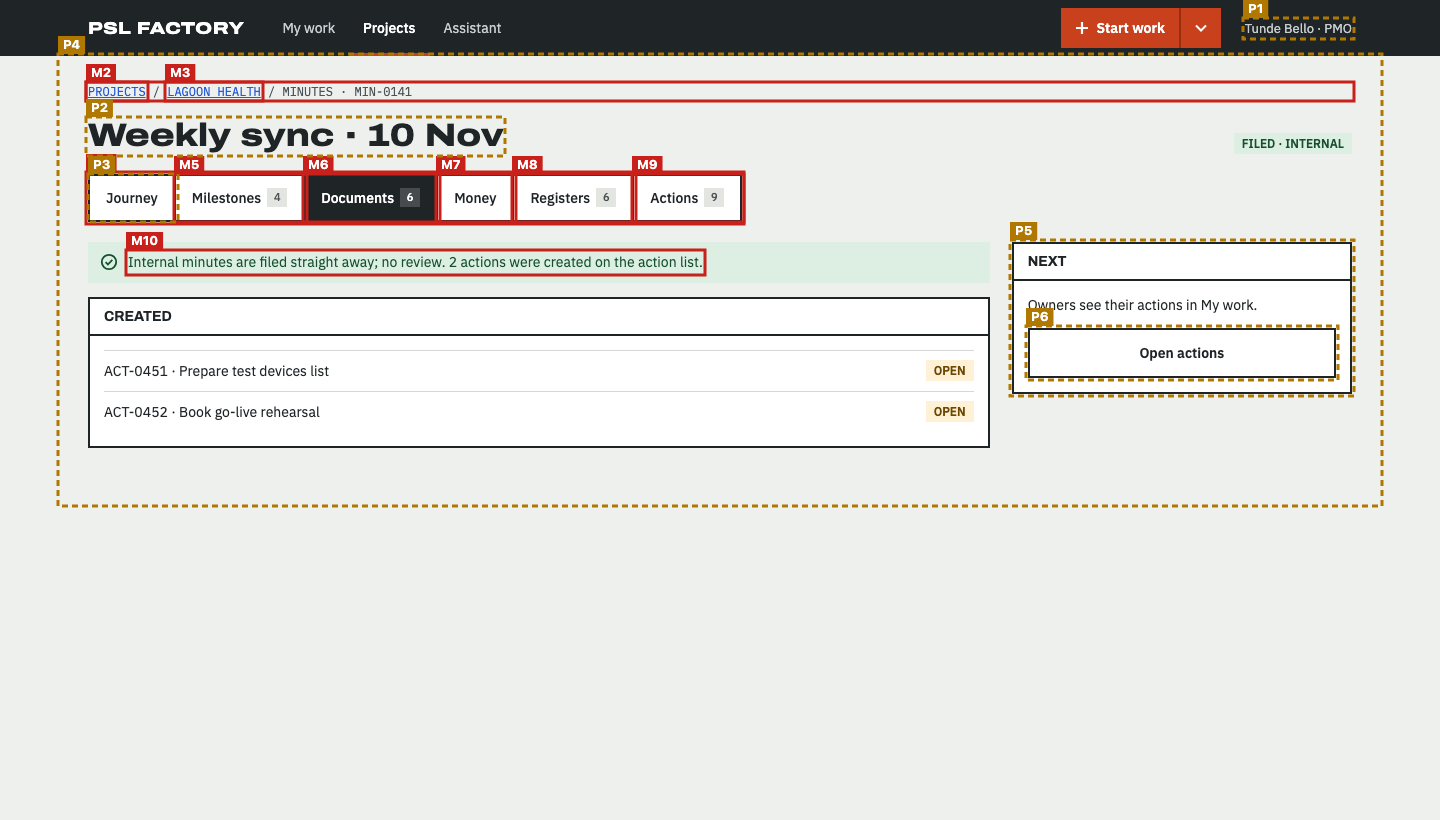 PSL FACTORY My work Projects Assistant + Start work P1 Tunde Bello · PMO
P4
M2 M3
PROJECTS / LAGOON HEALTH / MINUTES · MIN-0141
P2
Weekly sync · 10 Nov
FILED · INTERNAL
P3 M5 M6 M7 M8 M9
Journey Milestones 4 Documents 6 Money Registers 6 Actions 9
M10
Internal minutes are filed straight away; no review. 2 actions were created on the action list.
CREATED
ACT-0451 · Prepare test devices list OPEN
ACT-0452 · Book go-live rehearsal OPEN
P5
NEXT
Owners see their actions in My work.
P6
Open actions